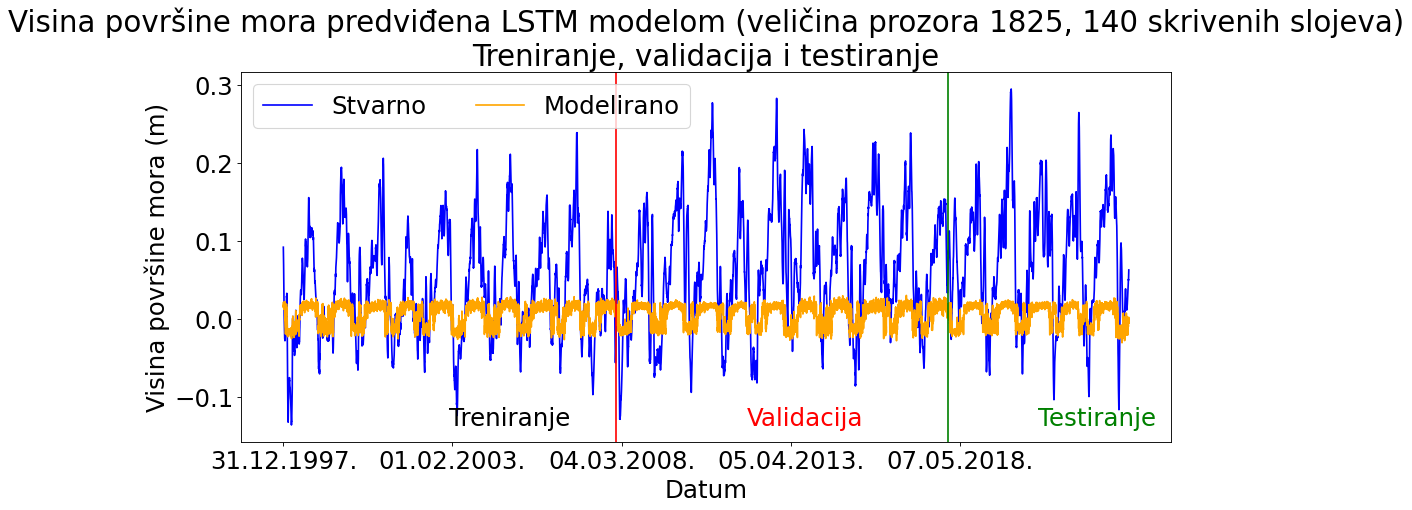 Visina površine mora predviđena LSTM modelom (veličina prozora 1825, 140 skrivenih slojeva)
Treniranje, validacija i testiranje
Stvarno Modelirano
Visina površine mora (m)
0.3
0.2
0.1
0.0
−0.1
Treniranje Validacija Testiranje
31.12.1997. 01.02.2003. 04.03.2008. 05.04.2013. 07.05.2018.
Datum